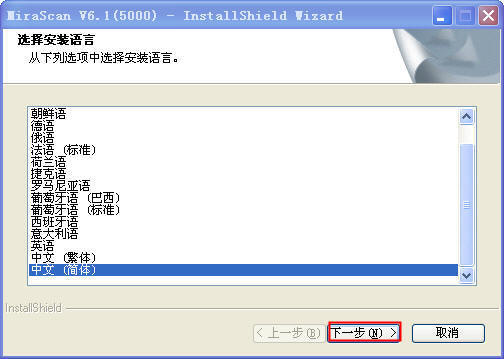 MiraScan V6.1(5000) - InstallShield Wizard
选择安装语言
从下列选项中选择安装语言。
朝鲜语
德语
俄语
法语 (标准)
荷兰语
捷克语
罗马尼亚语
葡萄牙语 (巴西)
葡萄牙语 (标准)
西班牙语
意大利语
英语
中文 (繁体)
中文 (简体)
InstallShield
< 上一步(B) 下一步(N) > 取消